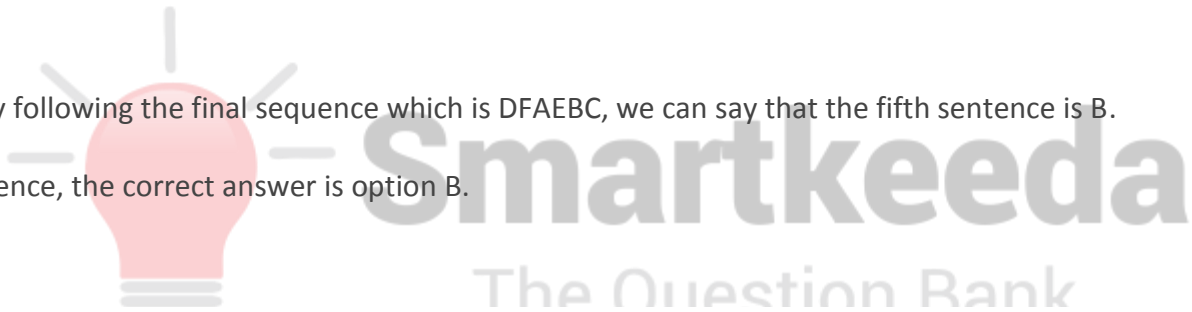 y following the final sequence which is DFAEBC, we can say that the fifth sentence is B.
ence, the correct answer is option B.
Smartkeeda
The Question Bank